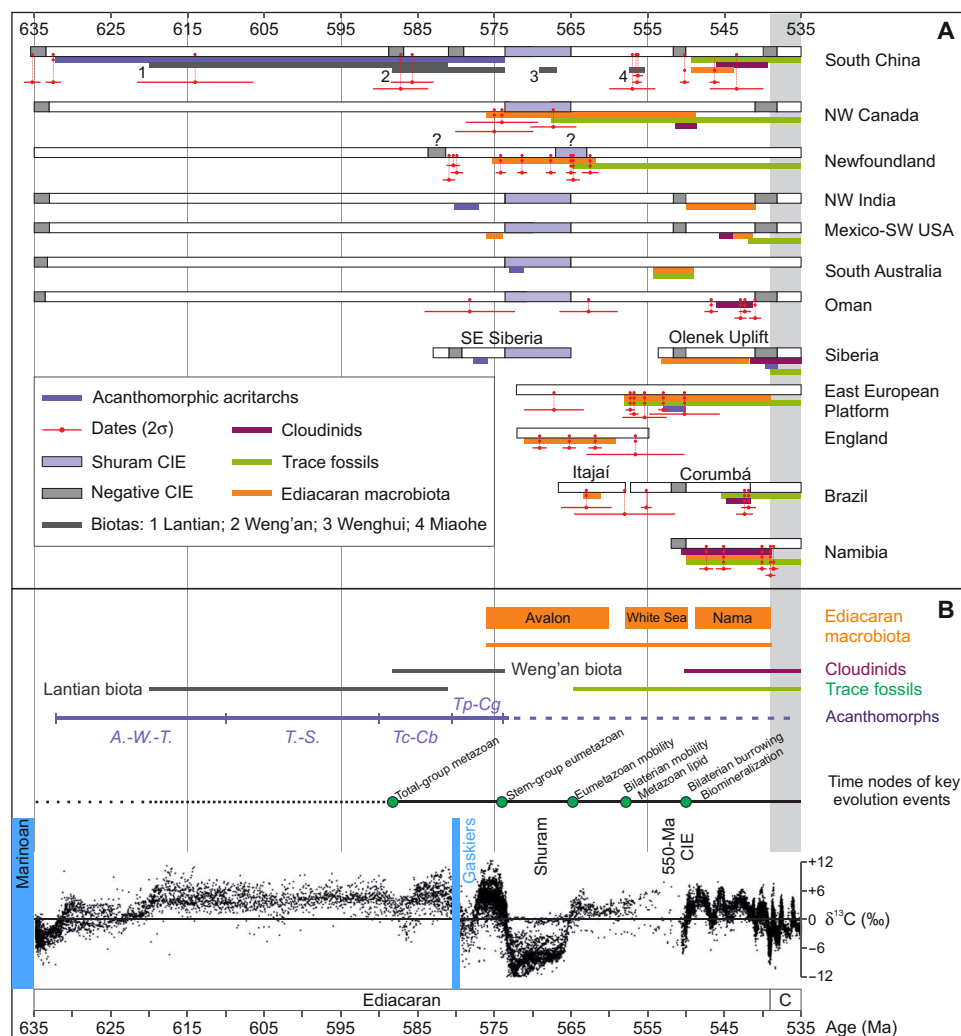 635 625 615 605 595 585 575 565 555 545 535
A
South China
1
2
3
4
NW Canada
? ?
Newfoundland
NW India
Mexico-SW USA
South Australia
Oman
SE Siberia Olenek Uplift
Siberia
East European
Platform
England
Itajaí Corumbá
Brazil
Namibia
Acanthomorphic acritarchs
Dates (2σ) Cloudinids
Shuram CIE Trace fossils
Negative CIE Ediacaran macrobiota
Biotas: 1 Lantian; 2 Weng'an; 3 Wenghui; 4 Miaohe
B
Avalon White Sea Nama
Ediacaran
macrobiota
Weng'an biota
Cloudinids
Lantian biota
Trace fossils
Tp-Cg
Acanthomorphs
A.-W.-T. T.-S. Tc-Cb
Total-group metazoan
Stem-group eumetazoan
Eumetazoan mobility
Bilaterian mobility
Metazoan lipid
Bilaterian burrowing
Biomineralization
Time nodes of key
evolution events
Marinoan
Gaskiers
Shuram
550-Ma
CIE
+12
+6
0 δ13C (‰)
-6
-12
Ediacaran C
635 625 615 605 595 585 575 565 555 545 535 Age (Ma)